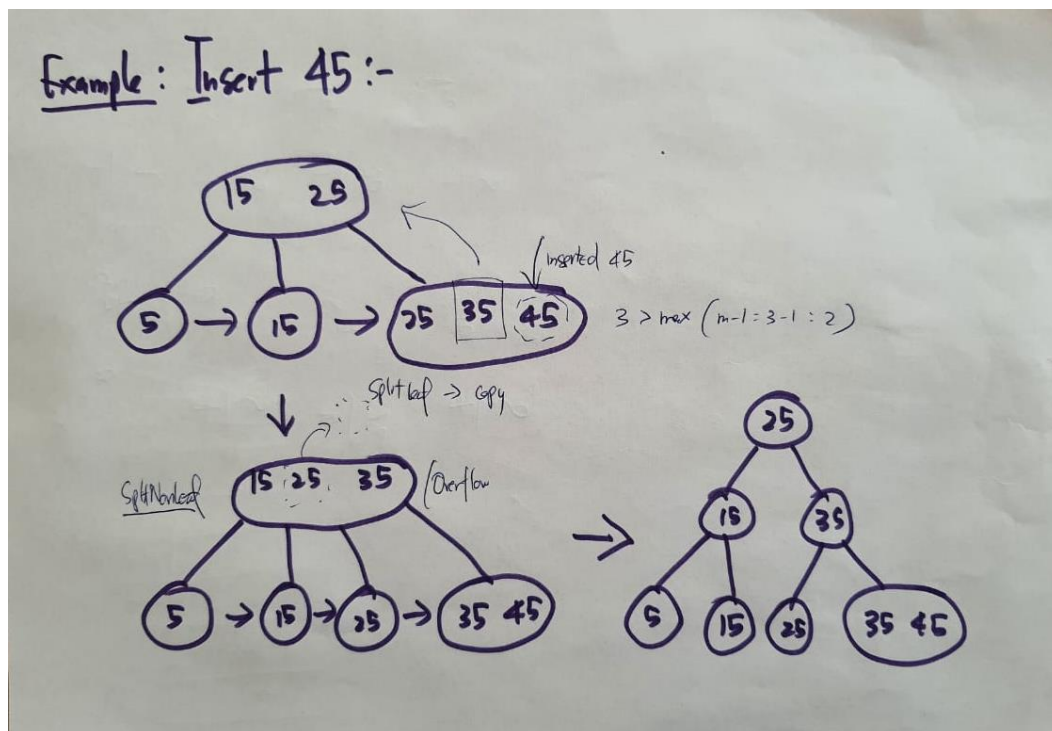 Example: Insert 45:-
15 25
inserted 45
5 → 15 → 25 35 45
3 > max (m-1 = 3-1 = 2)
Split leaf → copy
15 25 35
Overflow
SplitNonLeaf
5 → 15 → 25 → 35 45
25
15 35
5 15 25 35 45